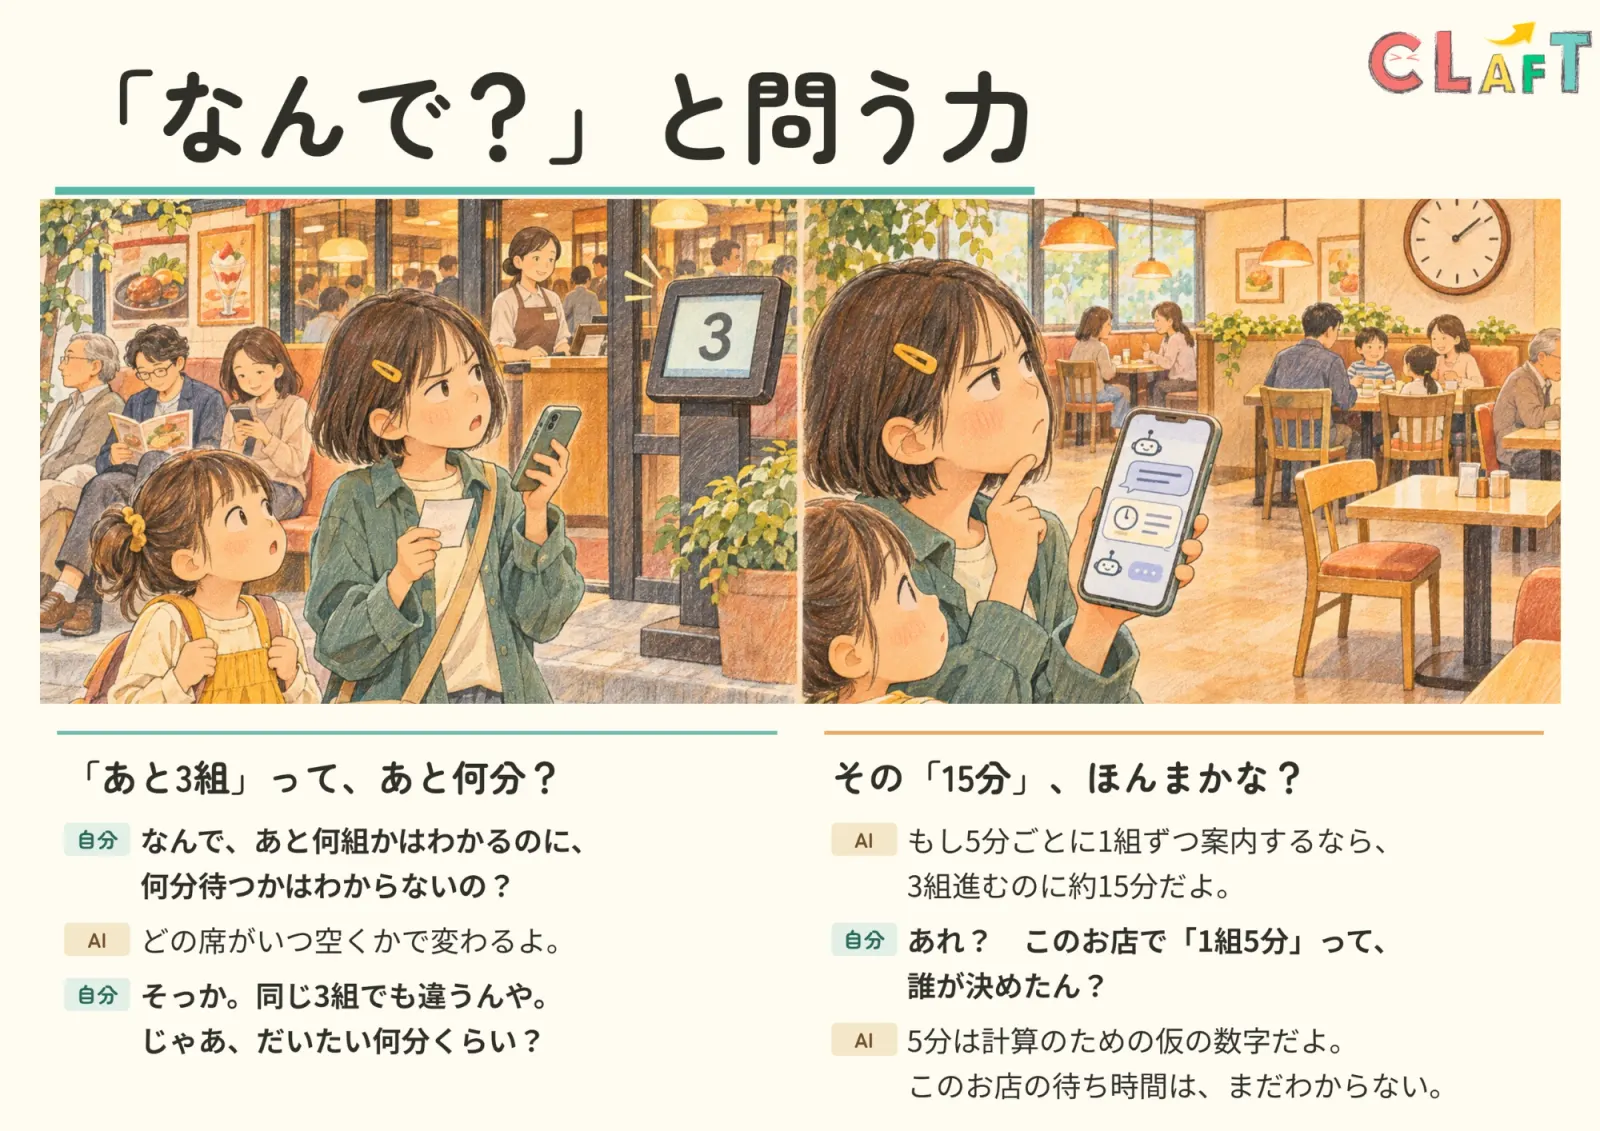 CLAFT
「なんで？」と問う力
3
「あと3組」って、あと何分？
自分 なんで、あと何組かはわかるのに、
何分待つかはわからないの？
AI どの席がいつ空くかで変わるよ。
自分 そっか。同じ3組でも違うんや。
じゃあ、だいたい何分くらい？
その「15分」、ほんまかな？
AI もし5分ごとに1組ずつ案内するなら、
3組進むのに約15分だよ。
自分 あれ？　このお店で「1組5分」って、
誰が決めたん？
AI 5分は計算のための仮の数字だよ。
このお店の待ち時間は、まだわからない。